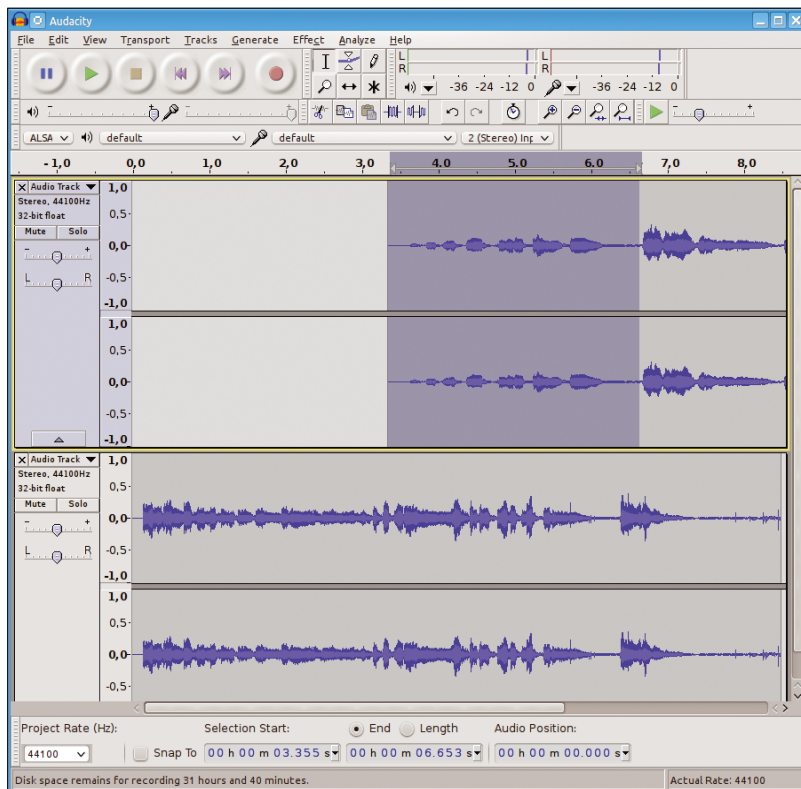 Audacity
File Edit View Transport Tracks Generate Effect Analyze Help
L
R
-36 -24 -12 0
L
R
-36 -24 -12 0
ALSA default default 2 (Stereo) Inp
-1,0 0,0 1,0 2,0 3,0 4,0 5,0 6,0 7,0 8,0
Audio Track
Stereo, 44100Hz
32-bit float
Mute Solo
- +
L R
1,0
0,5-
0,0-
-0,5-
-1,0
1,0
0,5-
0,0-
-0,5-
-1,0
Audio Track
Stereo, 44100Hz
32-bit float
Mute Solo
- +
L R
1,0
0,5-
0,0-
-0,5-
-1,0
1,0
0,5-
0,0-
-0,5-
Project Rate (Hz): Selection Start: End Length Audio Position:
44100 Snap To 00 h 00 m 03.355 s 00 h 00 m 06.653 s 00 h 00 m 00.000 s
Disk space remains for recording 31 hours and 40 minutes. Actual Rate: 44100